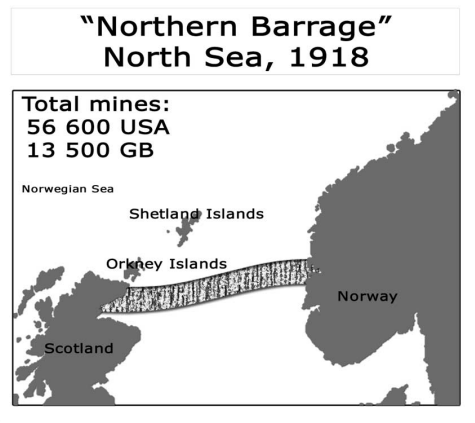 “Northern Barrage”
North Sea, 1918
Total mines:
56 600 USA
13 500 GB
Norwegian Sea
Shetland Islands
Orkney Islands
Norway
Scotland